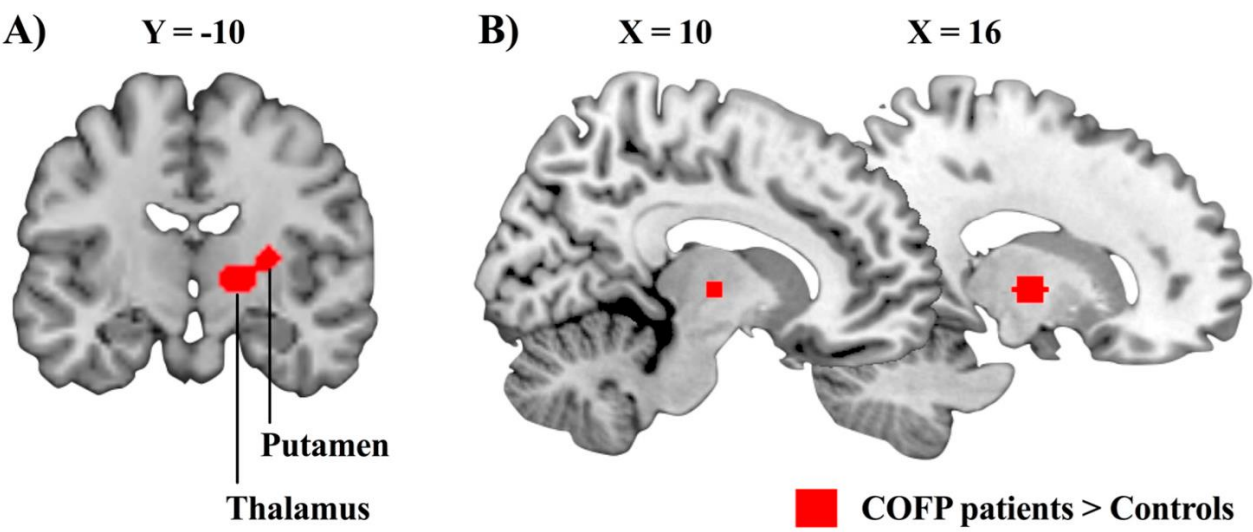 A) Y = -10
B) X = 10 X = 16
Putamen
Thalamus
COFP patients > Controls